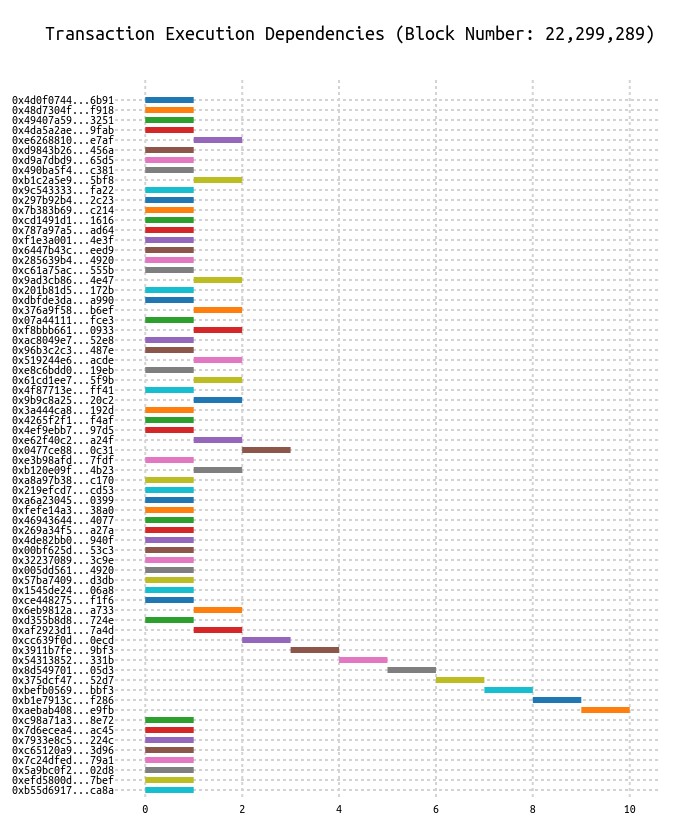 Transaction Execution Dependencies (Block Number: 22,299,289)
0x4d0f0744...6b91
0x48d7304f...f918
0x49407a59...3251
0x4da5a2ae...9fab
0xe6268810...e7af
0xd9843b26...456a
0xd9a7dbd9...65d5
0x490ba5f4...c381
0xb1c2a5e9...5bf8
0x9c543333...fa22
0x297b92b4...2c23
0x7b383b69...c214
0xcd1491d1...1616
0x787a97a5...ad64
0xf1e3a001...4e3f
0x6447b43c...eed9
0x285639b4...4920
0xc61a75ac...555b
0x9ad3cb86...4e47
0x201b81d5...172b
0xdbfde3da...a990
0x376a9f58...b6ef
0x07a44111...fce3
0xf8bbb661...0933
0xac8049e7...52e8
0x96b3c2c3...487e
0x519244e6...acde
0xe8c6bdd0...19eb
0x61cd1ee7...5f9b
0x4f87713e...ff41
0x9b9c8a25...20c2
0x3a444ca8...192d
0x4265f2f1...f4af
0x4ef9ebb7...97d5
0xe62f40c2...a24f
0x0477ce88...0c31
0xe3b98afd...7fdf
0xb120e09f...4b23
0xa8a97b38...c170
0x219efcd7...cd53
0xa6a23045...0399
0xfefe14a3...38a0
0x46943644...4077
0x269a34f5...a27a
0x4de82bb0...940f
0x00bf625d...53c3
0x32237089...3c9e
0x005dd561...4920
0x57ba7409...d3db
0x1545de24...06a8
0xce448275...f1f6
0x6eb9812a...a733
0xd355b8d8...724e
0xaf2923d1...7a4d
0xcc639f0d...0ecd
0x3911b7fe...9bf3
0x54313852...331b
0x8d549701...05d3
0x375dcf47...52d7
0xbefb0569...bbf3
0xb1e7913c...f286
0xaebab408...e9fb
0xc98a71a3...8e72
0x7d6ecea4...ac45
0x7933e8c5...224c
0xc65120a9...3d96
0x7c24dfed...79a1
0x5a9bc0f2...02d8
0xefd5800d...7bef
0xb55d6917...ca8a
0 2 4 6 8 10